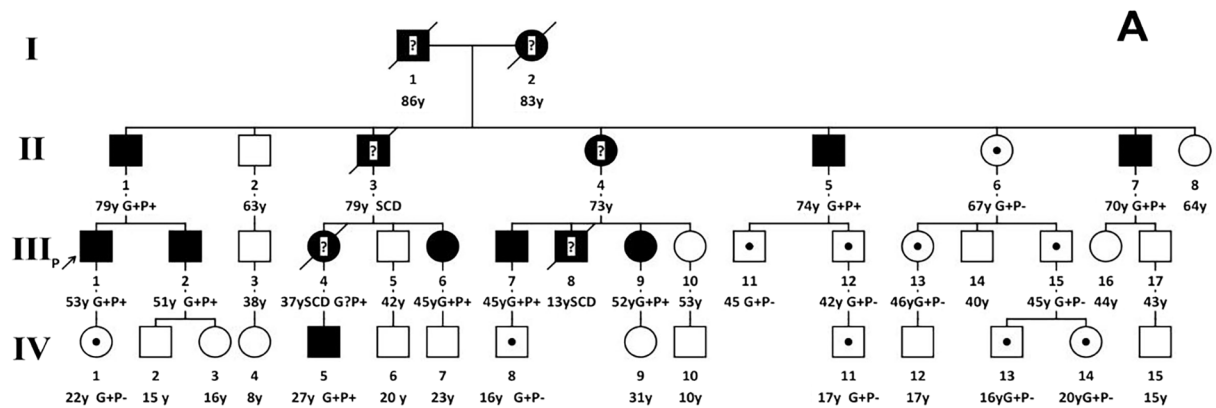 A
I
? ?
1 2
86y 83y
II
? ?
1 2 3 4 5 6 7 8
79y G+P+ 63y 79y SCD 73y 74y G+P+ 67y G+P- 70y G+P+ 64y
III
P ? ?
1 2 3 4 5 6 7 8 9 10 11 12 13 14 15 16 17
53y G+P+ 51y G+P+ 38y 37ySCD G?P+ 42y 45yG+P+ 45yG+P+ 13ySCD 52yG+P+ 53y 45 G+P- 42y G+P- 46yG+P- 40y 45y G+P- 44y 43y
IV
1 2 3 4 5 6 7 8 9 10 11 12 13 14 15
22y G+P- 15 y 16y 8y 27y G+P+ 20 y 23y 16y G+P- 31y 10y 17y G+P- 17y 16yG+P- 20yG+P- 15y